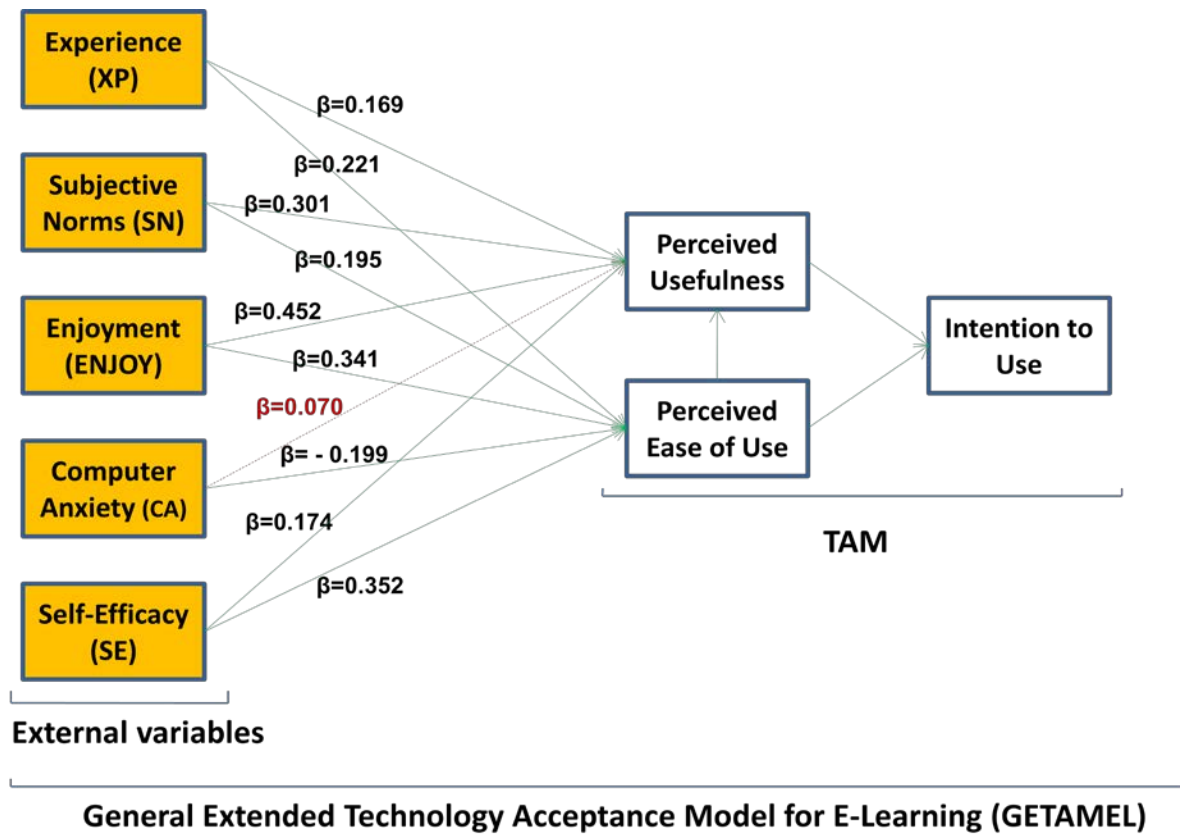 Experience
(XP)
β=0.169
β=0.221
Subjective
Norms (SN)
β=0.301
β=0.195
Perceived
Usefulness
Enjoyment
(ENJOY)
β=0.452
β=0.341
Intention to
Use
β=0.070
Perceived
Ease of Use
Computer
Anxiety (CA)
β= - 0.199
β=0.174
TAM
Self-Efficacy
(SE)
β=0.352
External variables
General Extended Technology Acceptance Model for E-Learning (GETAMEL)